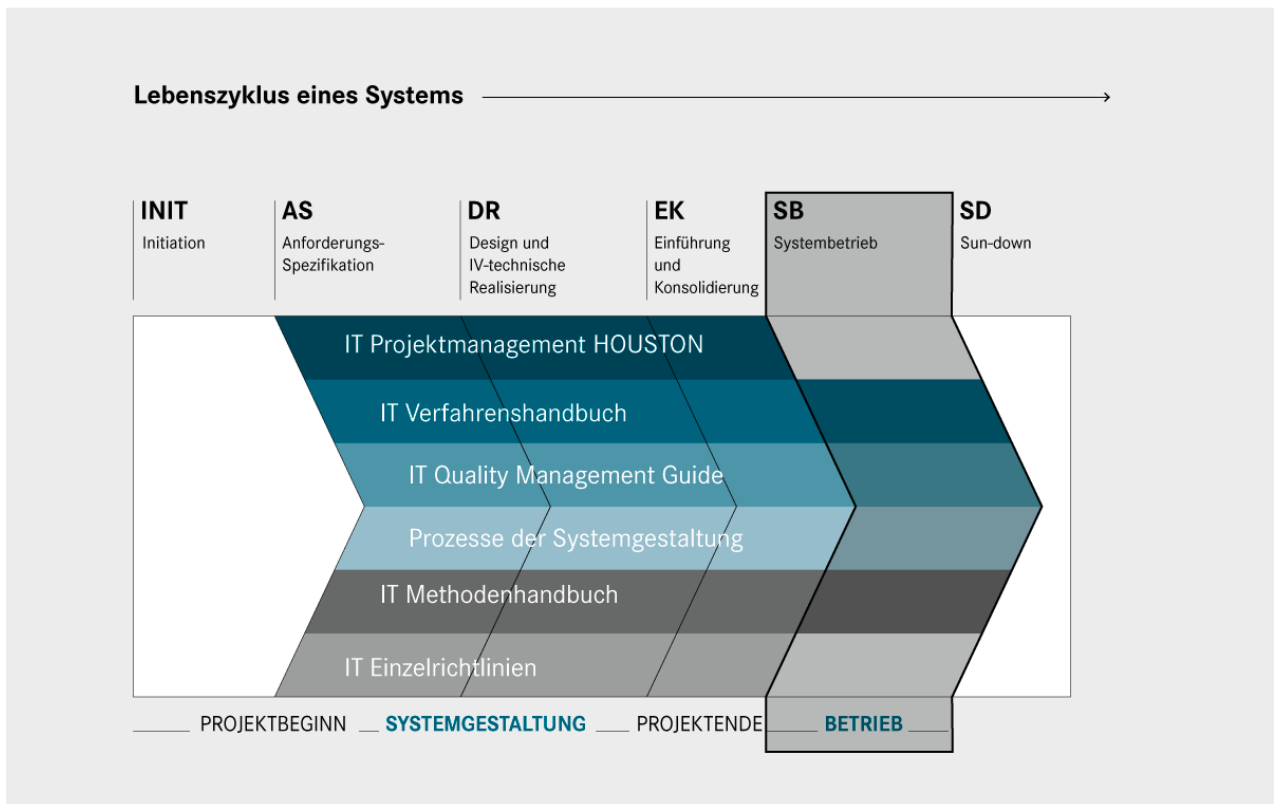 Lebenszyklus eines Systems
INIT
Initiation
AS
Anforderungs-
Spezifikation
DR
Design und
IV-technische
Realisierung
EK
Einführung
und
Konsolidierung
SB
Systembetrieb
SD
Sun-down
IT Projektmanagement HOUSTON
IT Verfahrenshandbuch
IT Quality Management Guide
Prozesse der Systemgestaltung
IT Methodenhandbuch
IT Einzelrichtlinien
PROJEKTBEGINN SYSTEMGESTALTUNG PROJEKTENDE BETRIEB